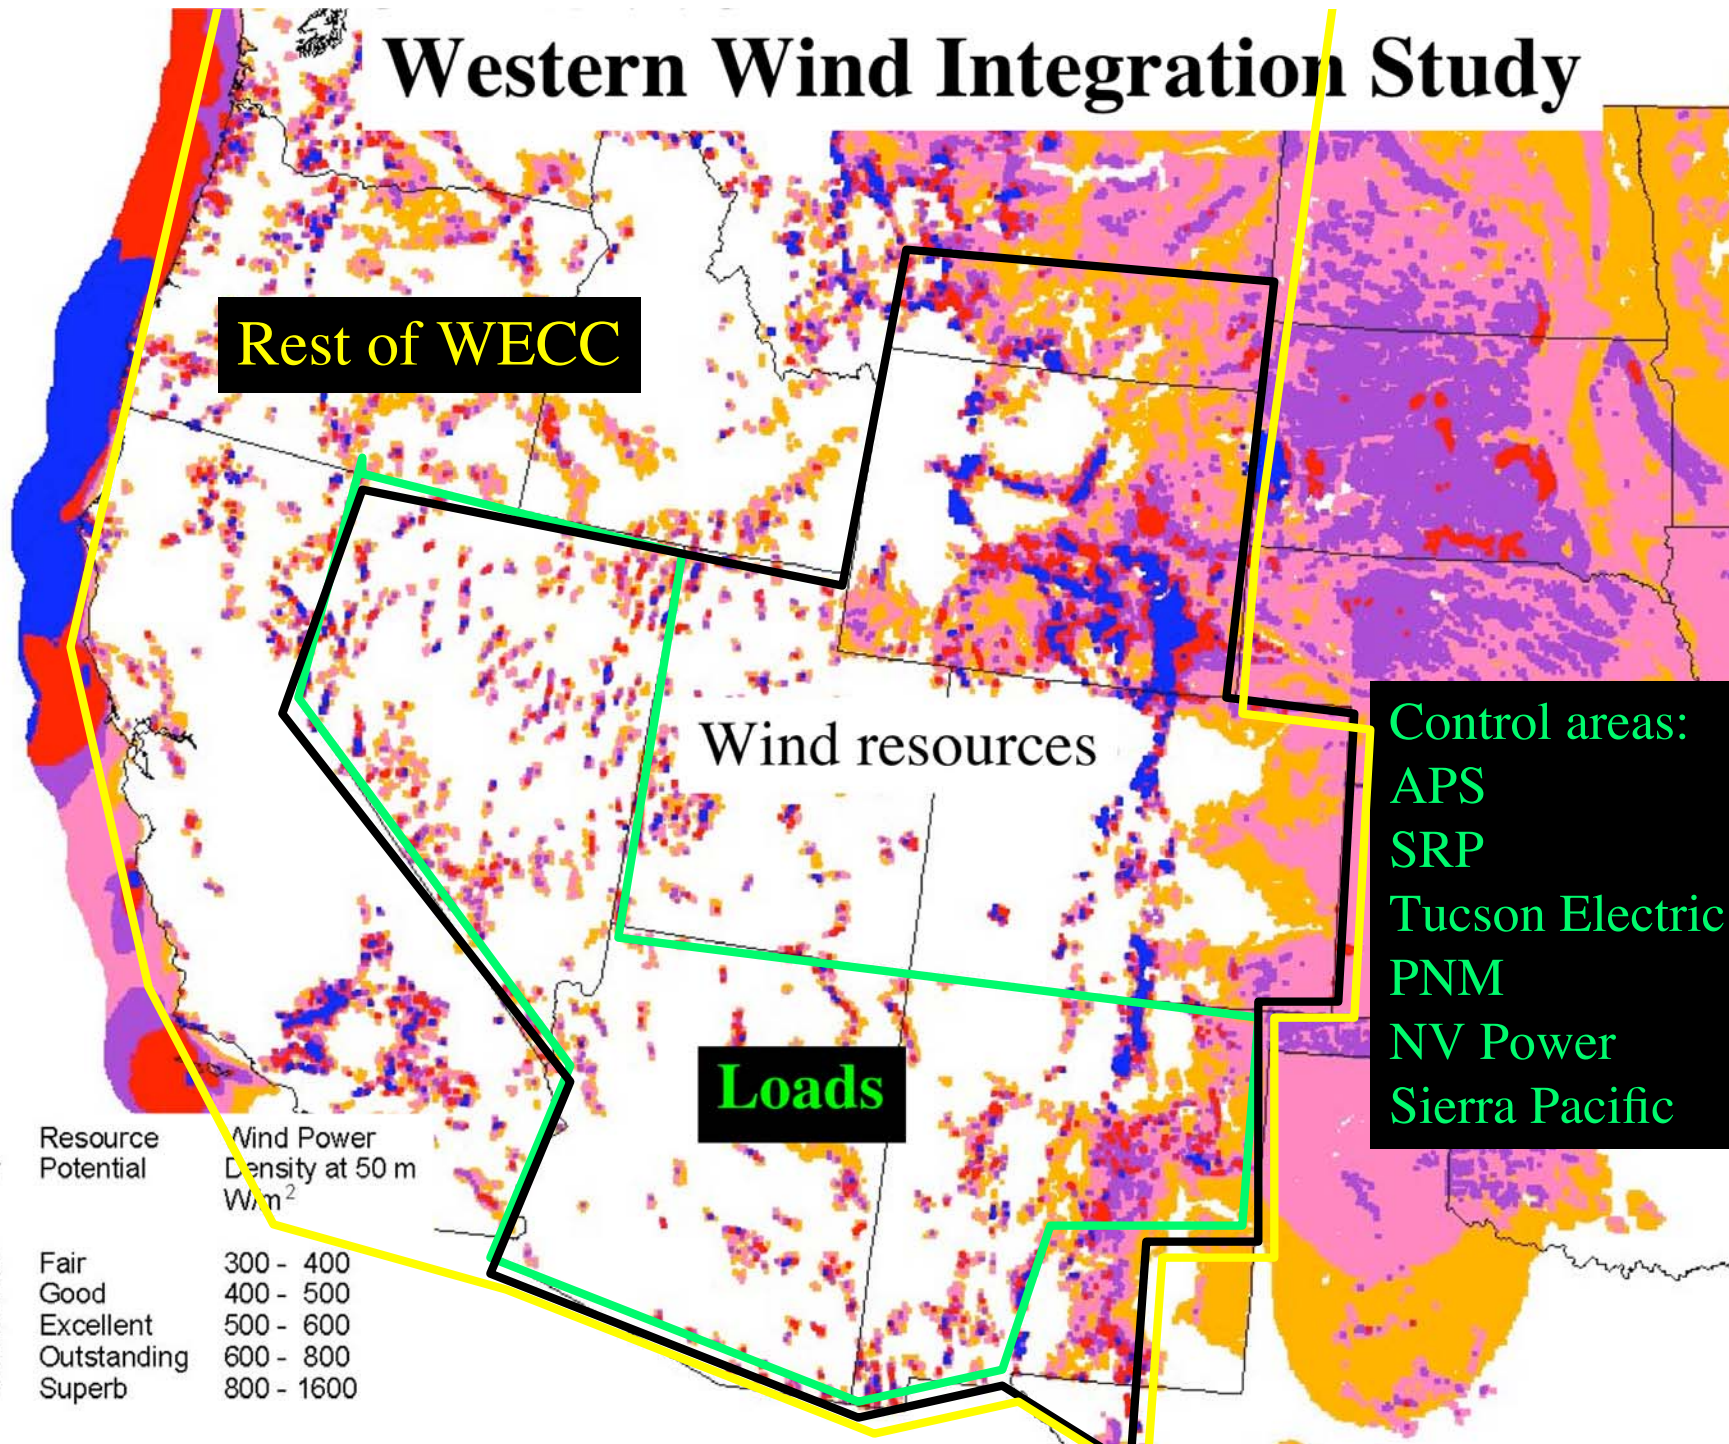 Western Wind Integration Study
Rest of WECC
Wind resources
Control areas:
APS
SRP
Tucson Electric
PNM
NV Power
Sierra Pacific
Loads
Resource Wind Power
Potential Density at 50 m
W/m²
Fair 300 - 400
Good 400 - 500
Excellent 500 - 600
Outstanding 600 - 800
Superb 800 - 1600